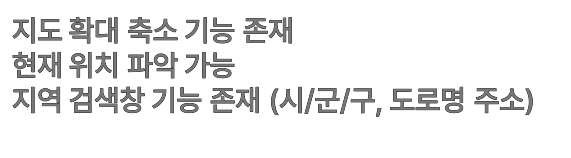 지도 확대 축소 기능 존재
현재 위치 파악 가능
지역 검색창 기능 존재 (시/군/구, 도로명 주소)